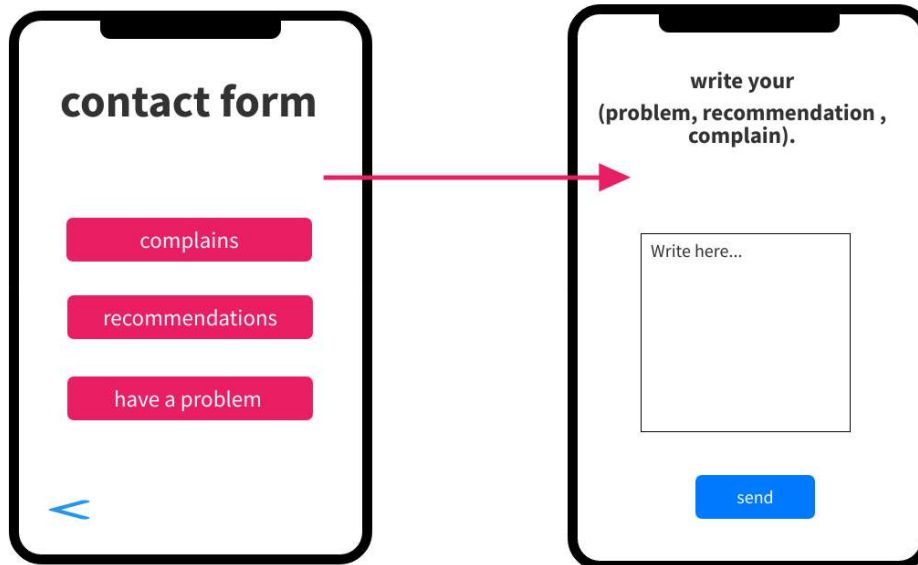 contact form
complains
recommendations
have a problem
write your
(problem, recommendation ,
complain).
Write here...
send